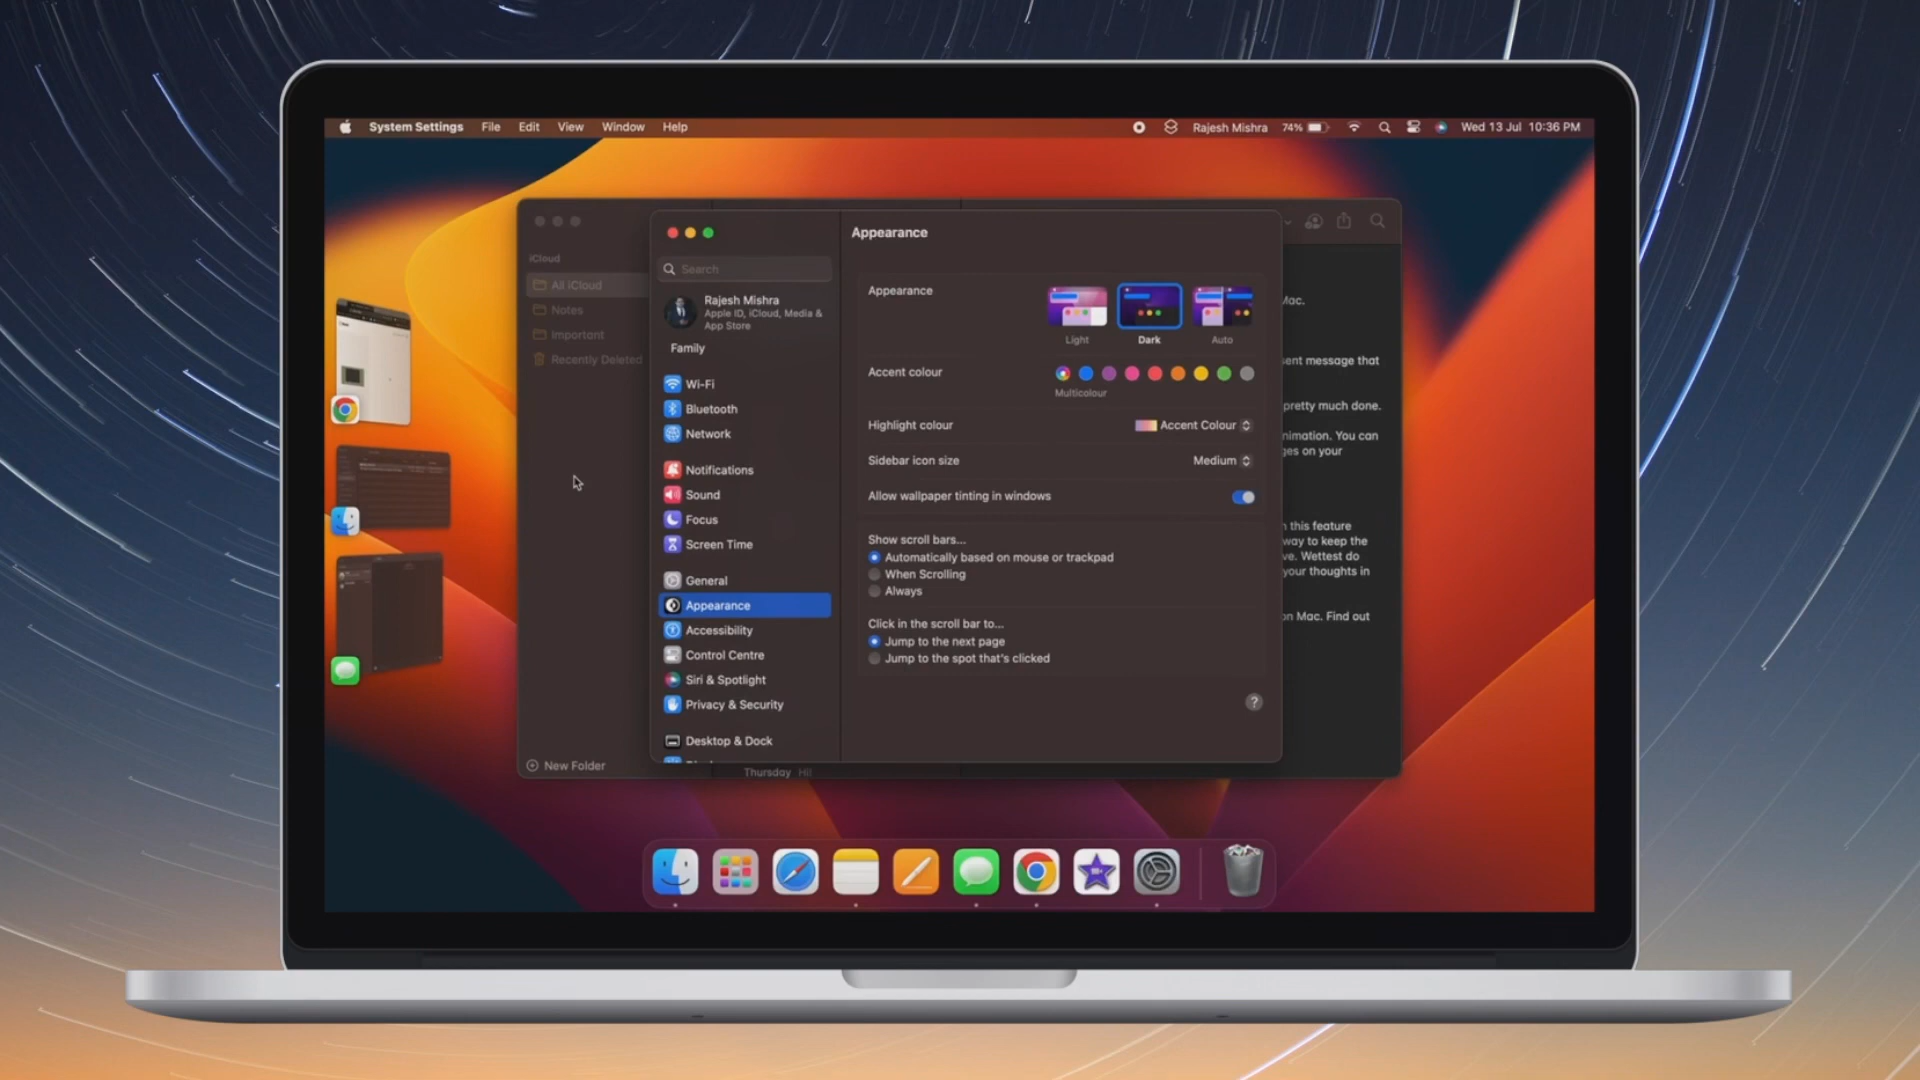 System Settings File Edit View Window Help
Rajesh Mishra 74% Wed 13 Jul 10:36 PM
iCloud
All iCloud
Notes
Important
Recently Deleted
New Folder
Search
Rajesh Mishra
Apple ID, iCloud, Media &
App Store
Family
Wi-Fi
Bluetooth
Network
Notifications
Sound
Focus
Screen Time
General
Appearance
Accessibility
Control Centre
Siri & Spotlight
Privacy & Security
Desktop & Dock
Appearance
Appearance
Light Dark Auto
Accent colour
Multicolour
Highlight colour Accent Colour
Sidebar icon size Medium
Allow wallpaper tinting in windows
Show scroll bars...
Automatically based on mouse or trackpad
When Scrolling
Always
Click in the scroll bar to...
Jump to the next page
Jump to the spot that's clicked
?
Mac.
message that
pretty much done.
You can
on your
this feature
way to keep the
Wettest do
your thoughts in
on Mac. Find out
Thursday Hi!